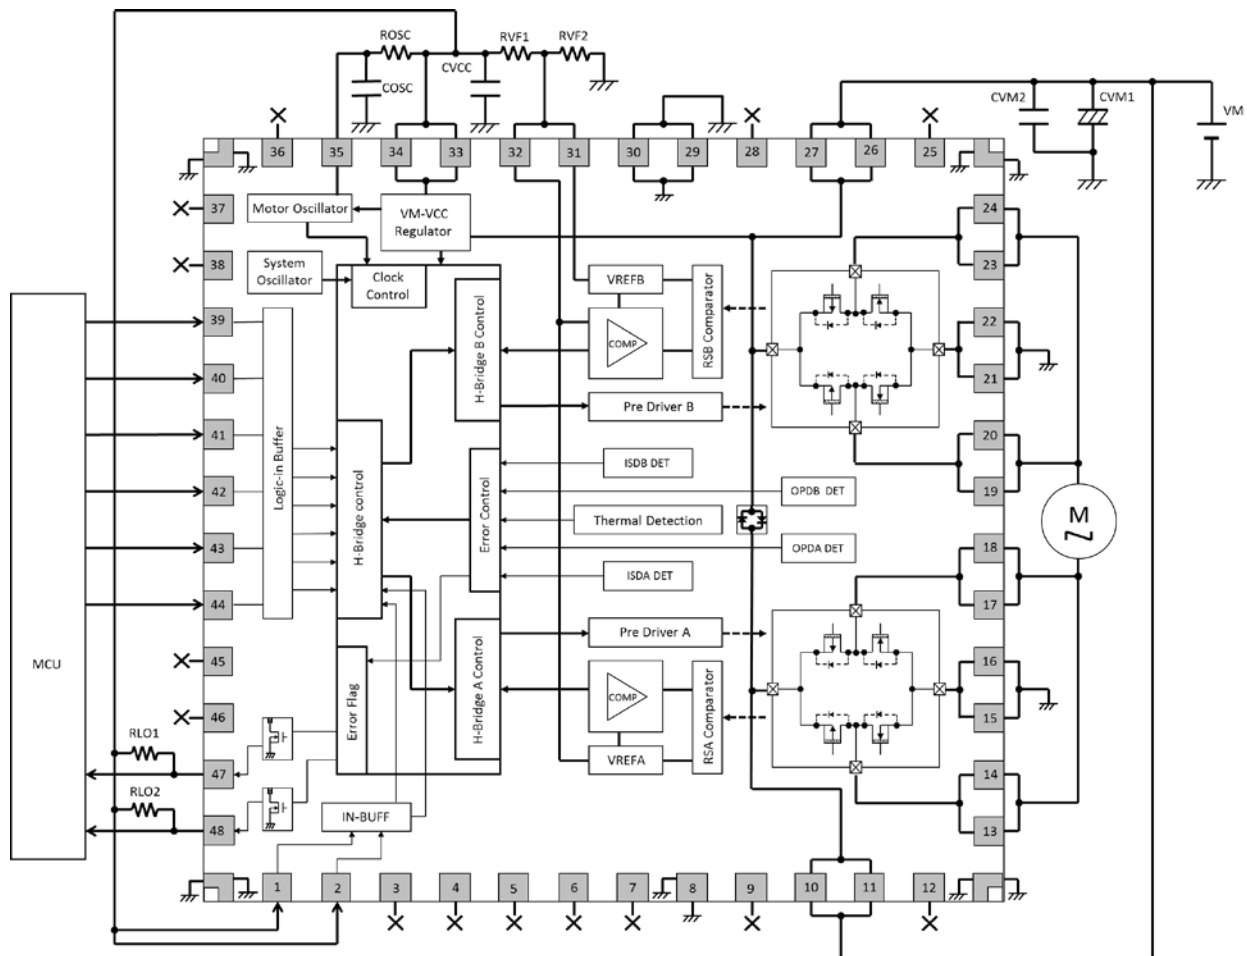 ROSC
RVF1
RVF2
CVCC
COSC
CVM2
CVM1
VM
36
35
34
33
32
31
30
29
28
27
26
25
37
Motor Oscillator
VM-VCC
Regulator
24
38
System
Oscillator
Clock
Control
VREFB
23
39
H-Bridge B Control
COMP
RSB Comparator
22
40
21
Pre Driver B
41
Logic-in Buffer
20
ISDB DET
42
H-Bridge control
Error Control
OPDB DET
19
Thermal Detection
M
43
OPDA DET
18
ISDA DET
44
17
MCU
Pre Driver A
45
H-Bridge A Control
COMP
RSA Comparator
16
46
Error Flag
15
RLO1
VREFA
47
14
RLO2
48
IN-BUFF
13
1
2
3
4
5
6
7
8
9
10
11
12